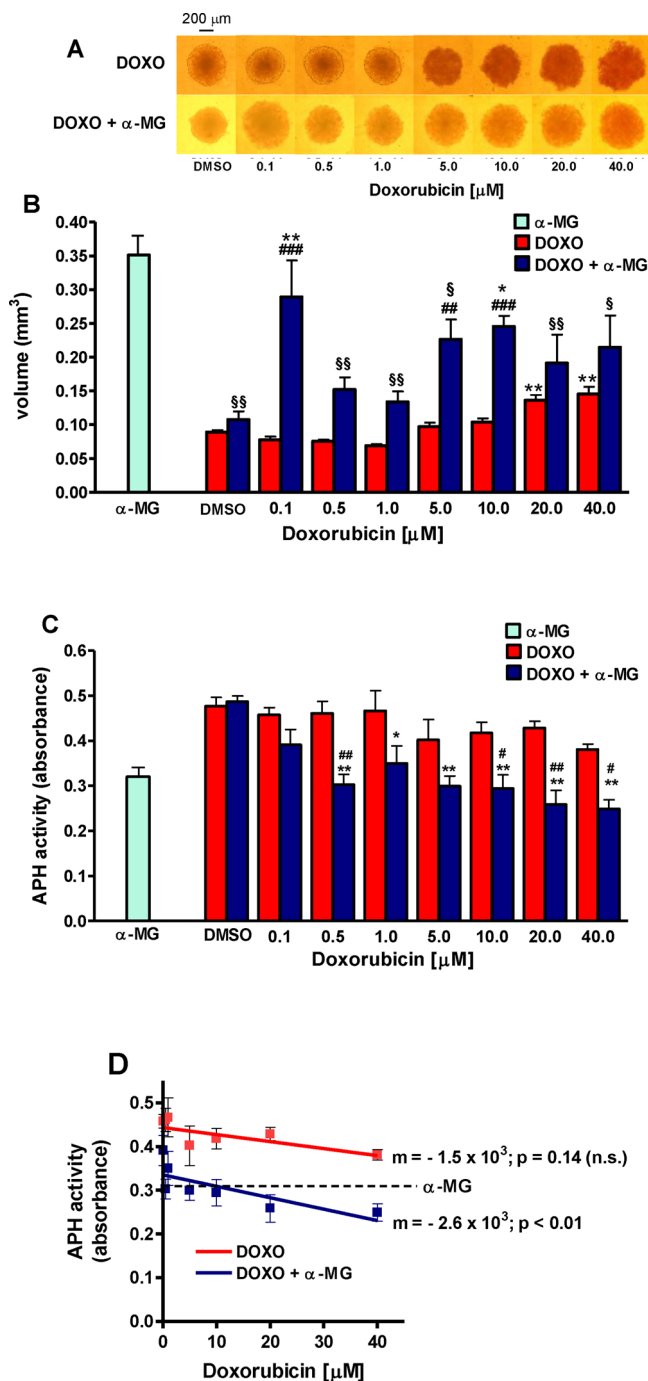 200 μm
A
DOXO
DOXO + α-MG
DMSO 0.1 0.5 1.0 5.0 10.0 20.0 40.0
Doxorubicin [μM]
B
α-MG
DOXO
DOXO + α-MG
volume (mm³)
0.40
0.35
0.30
0.25
0.20
0.15
0.10
0.05
0.00
§§
**
###
§§
§§
§
##
*
###
**
§§
**
§
α-MG DMSO 0.1 0.5 1.0 5.0 10.0 20.0 40.0
Doxorubicin [μM]
C
α-MG
DOXO
DOXO + α-MG
APH activity (absorbance)
0.6
0.5
0.4
0.3
0.2
0.1
0.0
##
**
*
**
#
**
##
**
#
**
α-MG DMSO 0.1 0.5 1.0 5.0 10.0 20.0 40.0
Doxorubicin [μM]
D
APH activity
(absorbance)
0.5
0.4
0.3
0.2
0.1
0.0
m = - 1.5 x 10³; p = 0.14 (n.s.)
α-MG
m = - 2.6 x 10³; p < 0.01
DOXO
DOXO + α-MG
0 10 20 30 40
Doxorubicin [μM]